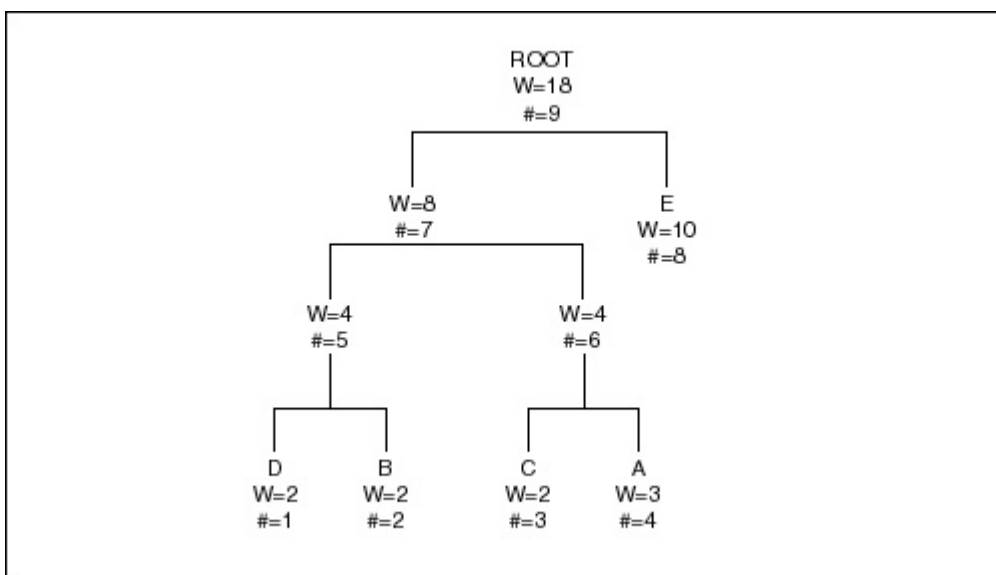 ROOT
W=18
#=9
W=8
#=7
E
W=10
#=8
W=4
#=5
W=4
#=6
D
W=2
#=1
B
W=2
#=2
C
W=2
#=3
A
W=3
#=4